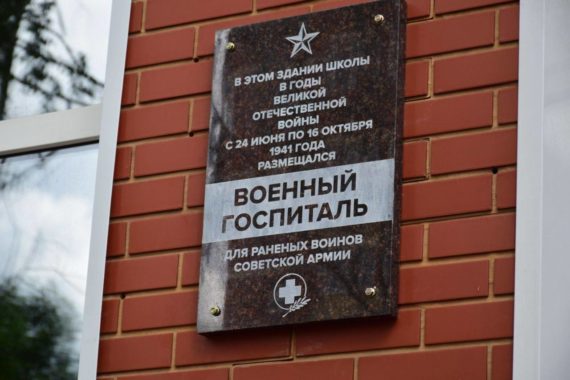 В ЭТОМ ЗДАНИИ ШКОЛЫ
В ГОДЫ
ВЕЛИКОЙ
ОТЕЧЕСТВЕННОЙ
ВОЙНЫ
С 24 ИЮНЯ ПО 16 ОКТЯБРЯ
1941 ГОДА
РАЗМЕЩАЛСЯ
ВОЕННЫЙ
ГОСПИТАЛЬ
ДЛЯ РАНЕНЫХ ВОИНОВ
СОВЕТСКОЙ АРМИИ